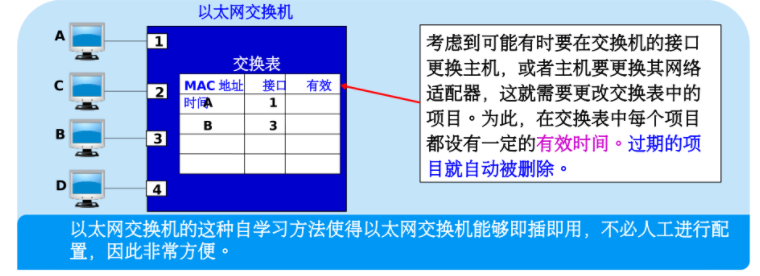 以太网交换机
A
1
C
2
B
3
D
4
交换表
MAC 地址 接口 有效
时间
A 1
B 3
考虑到可能有时要在交换机的接口
更换主机，或者主机要更换其网络
适配器，这就需要更改交换表中的
项目。为此，在交换表中每个项目
都设有一定的有效时间。过期的项
目就自动被删除。
以太网交换机的这种自学习方法使得以太网交换机能够即插即用，不必人工进行配
置，因此非常方便。